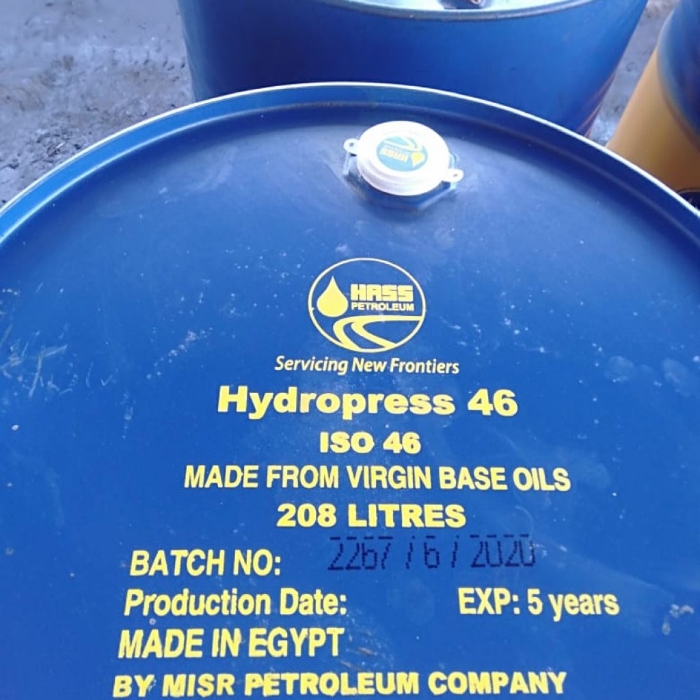 HASS
PETROLEUM
Servicing New Frontiers
Hydropress 46
ISO 46
MADE FROM VIRGIN BASE OILS
208 LITRES
BATCH NO: 2267 / 6 / 2020
Production Date: EXP: 5 years
MADE IN EGYPT
BY MISR PETROLEUM COMPANY